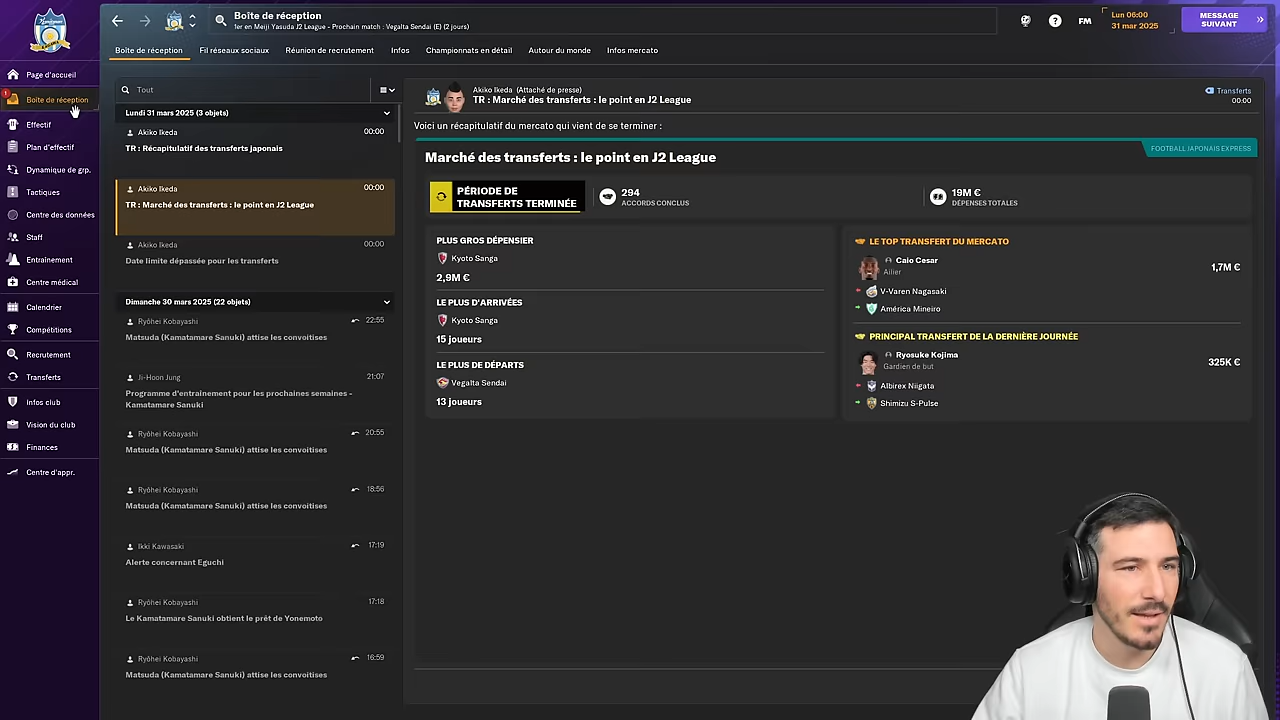 Boîte de réception
1er en Meiji Yasuda J2 League - Prochain match : Vegalta Sendai (E) (2 jours)
FM
Lun 06:00
31 mar 2025
MESSAGE
SUIVANT
Boîte de réception
Fil réseaux sociaux
Réunion de recrutement
Infos
Championnats en détail
Autour du monde
Infos mercato
Page d'accueil
1
Boîte de réception
Effectif
Plan d'effectif
Dynamique de grp.
Tactiques
Centre des données
Staff
Entraînement
Centre médical
Calendrier
Compétitions
Recrutement
Transferts
Infos club
Vision du club
Finances
Centre d'appr.
Tout
Lundi 31 mars 2025 (3 objets)
Akiko Ikeda 00:00
TR : Récapitulatif des transferts japonais
Akiko Ikeda 00:00
TR : Marché des transferts : le point en J2 League
Akiko Ikeda 00:00
Date limite dépassée pour les transferts
Dimanche 30 mars 2025 (22 objets)
Ryôhei Kobayashi 22:55
Matsuda (Kamatamare Sanuki) attise les convoitises
Ji-Hoon Jung 21:07
Programme d'entraînement pour les prochaines semaines -
Kamatamare Sanuki
Ryôhei Kobayashi 20:55
Matsuda (Kamatamare Sanuki) attise les convoitises
Ryôhei Kobayashi 18:56
Matsuda (Kamatamare Sanuki) attise les convoitises
Ikki Kawasaki 17:19
Alerte concernant Eguchi
Ryôhei Kobayashi 17:18
Le Kamatamare Sanuki obtient le prêt de Yonemoto
Ryôhei Kobayashi 16:59
Matsuda (Kamatamare Sanuki) attise les convoitises
Akiko Ikeda (Attaché de presse)
TR : Marché des transferts : le point en J2 League
Transferts
00:00
Voici un récapitulatif du mercato qui vient de se terminer :
FOOTBALL JAPONAIS EXPRESS
Marché des transferts : le point en J2 League
PÉRIODE DE
TRANSFERTS TERMINÉE
294
ACCORDS CONCLUS
19M €
DÉPENSES TOTALES
PLUS GROS DÉPENSIER
Kyoto Sanga
2,9M €
LE PLUS D'ARRIVÉES
Kyoto Sanga
15 joueurs
LE PLUS DE DÉPARTS
Vegalta Sendai
13 joueurs
LE TOP TRANSFERT DU MERCATO
Caio Cesar
Ailier
1,7M €
V-Varen Nagasaki
América Mineiro
PRINCIPAL TRANSFERT DE LA DERNIÈRE JOURNÉE
Ryosuke Kojima
Gardien de but
325K €
Albirex Niigata
Shimizu S-Pulse